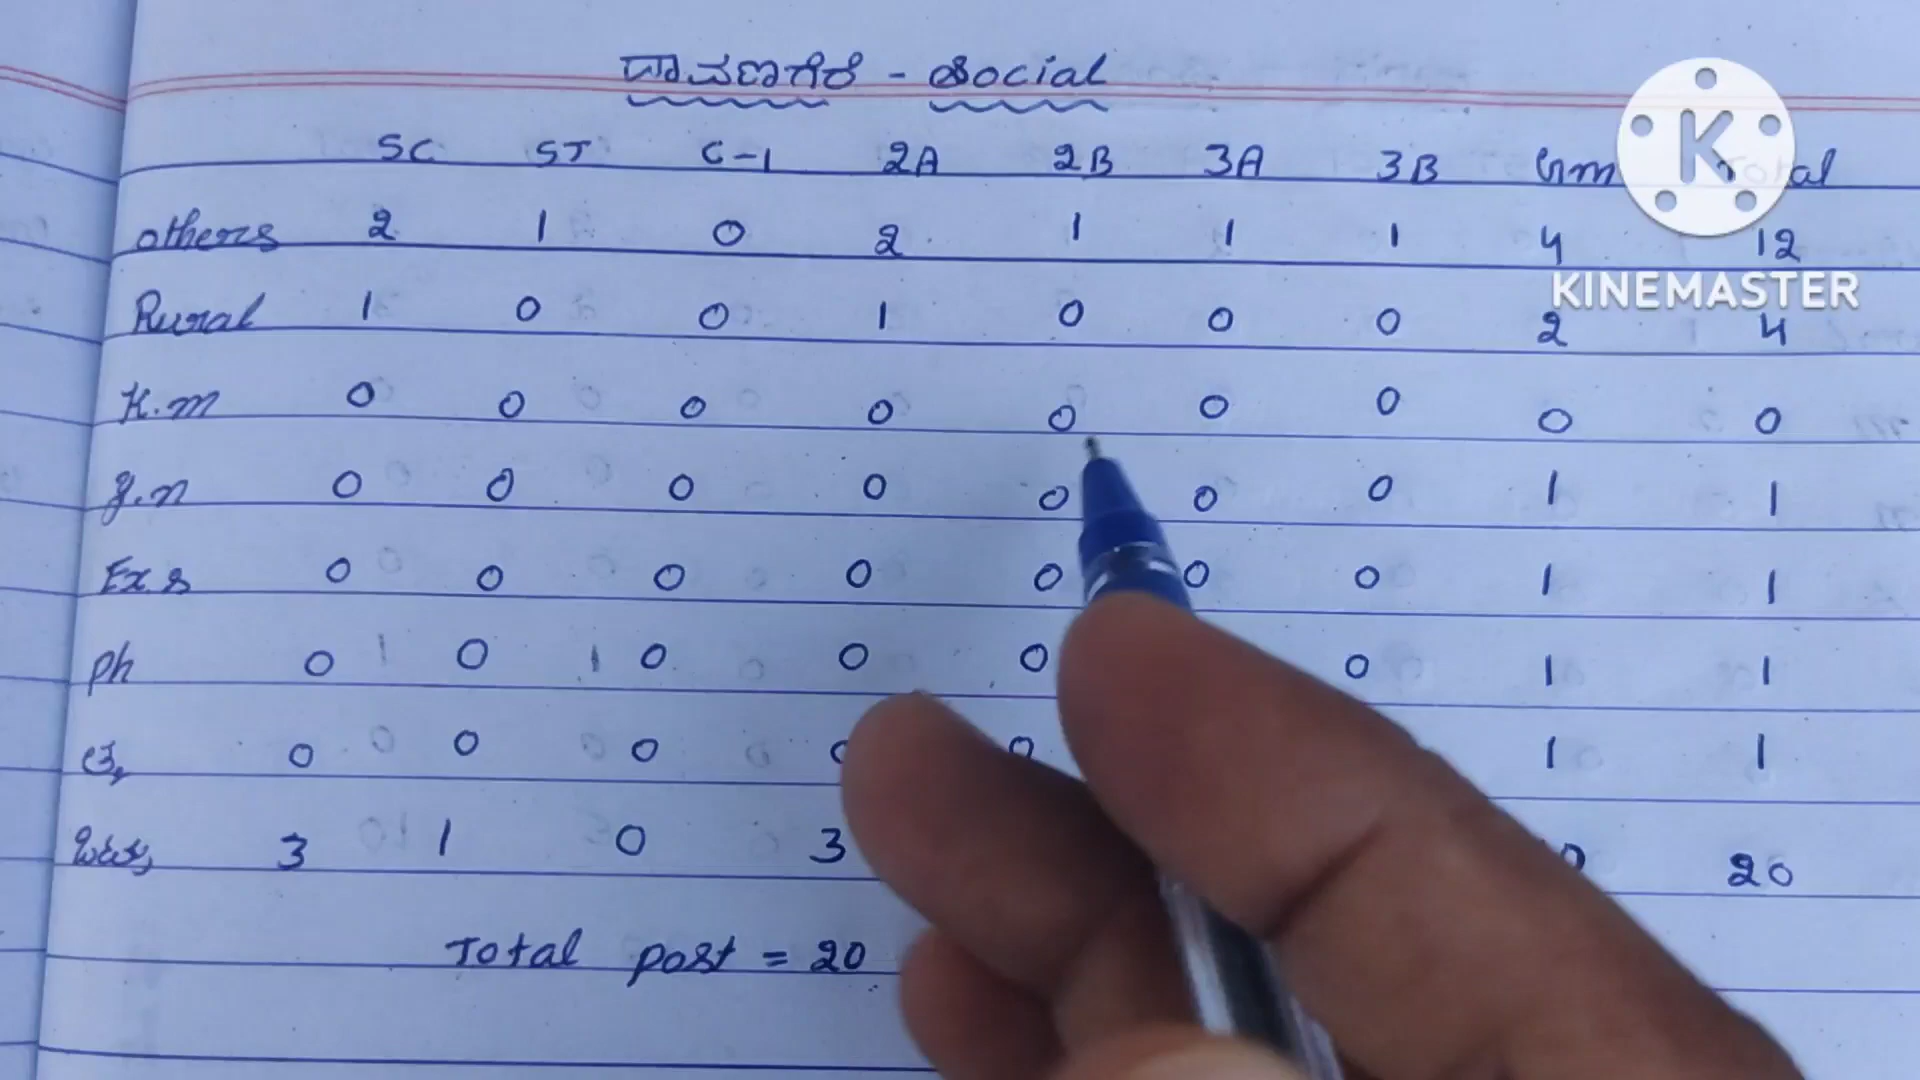 ದಾವಣಗೆರೆ - Social
SC ST C-1 2A 2B 3A 3B Gm Total
others 2 1 0 2 1 1 1 4 12
KINEMASTER
Rural 1 0 0 1 0 0 0 2 4
K.m 0 0 0 0 0 0 0 0 0
g.n 0 0 0 0 0 0 0 1 1
Ex.s 0 0 0 0 0 0 0 1 1
Ph 0 0 0 0 0 0 1 1
0 0 0 0 1 1
3 1 0 3 20
Total post = 20